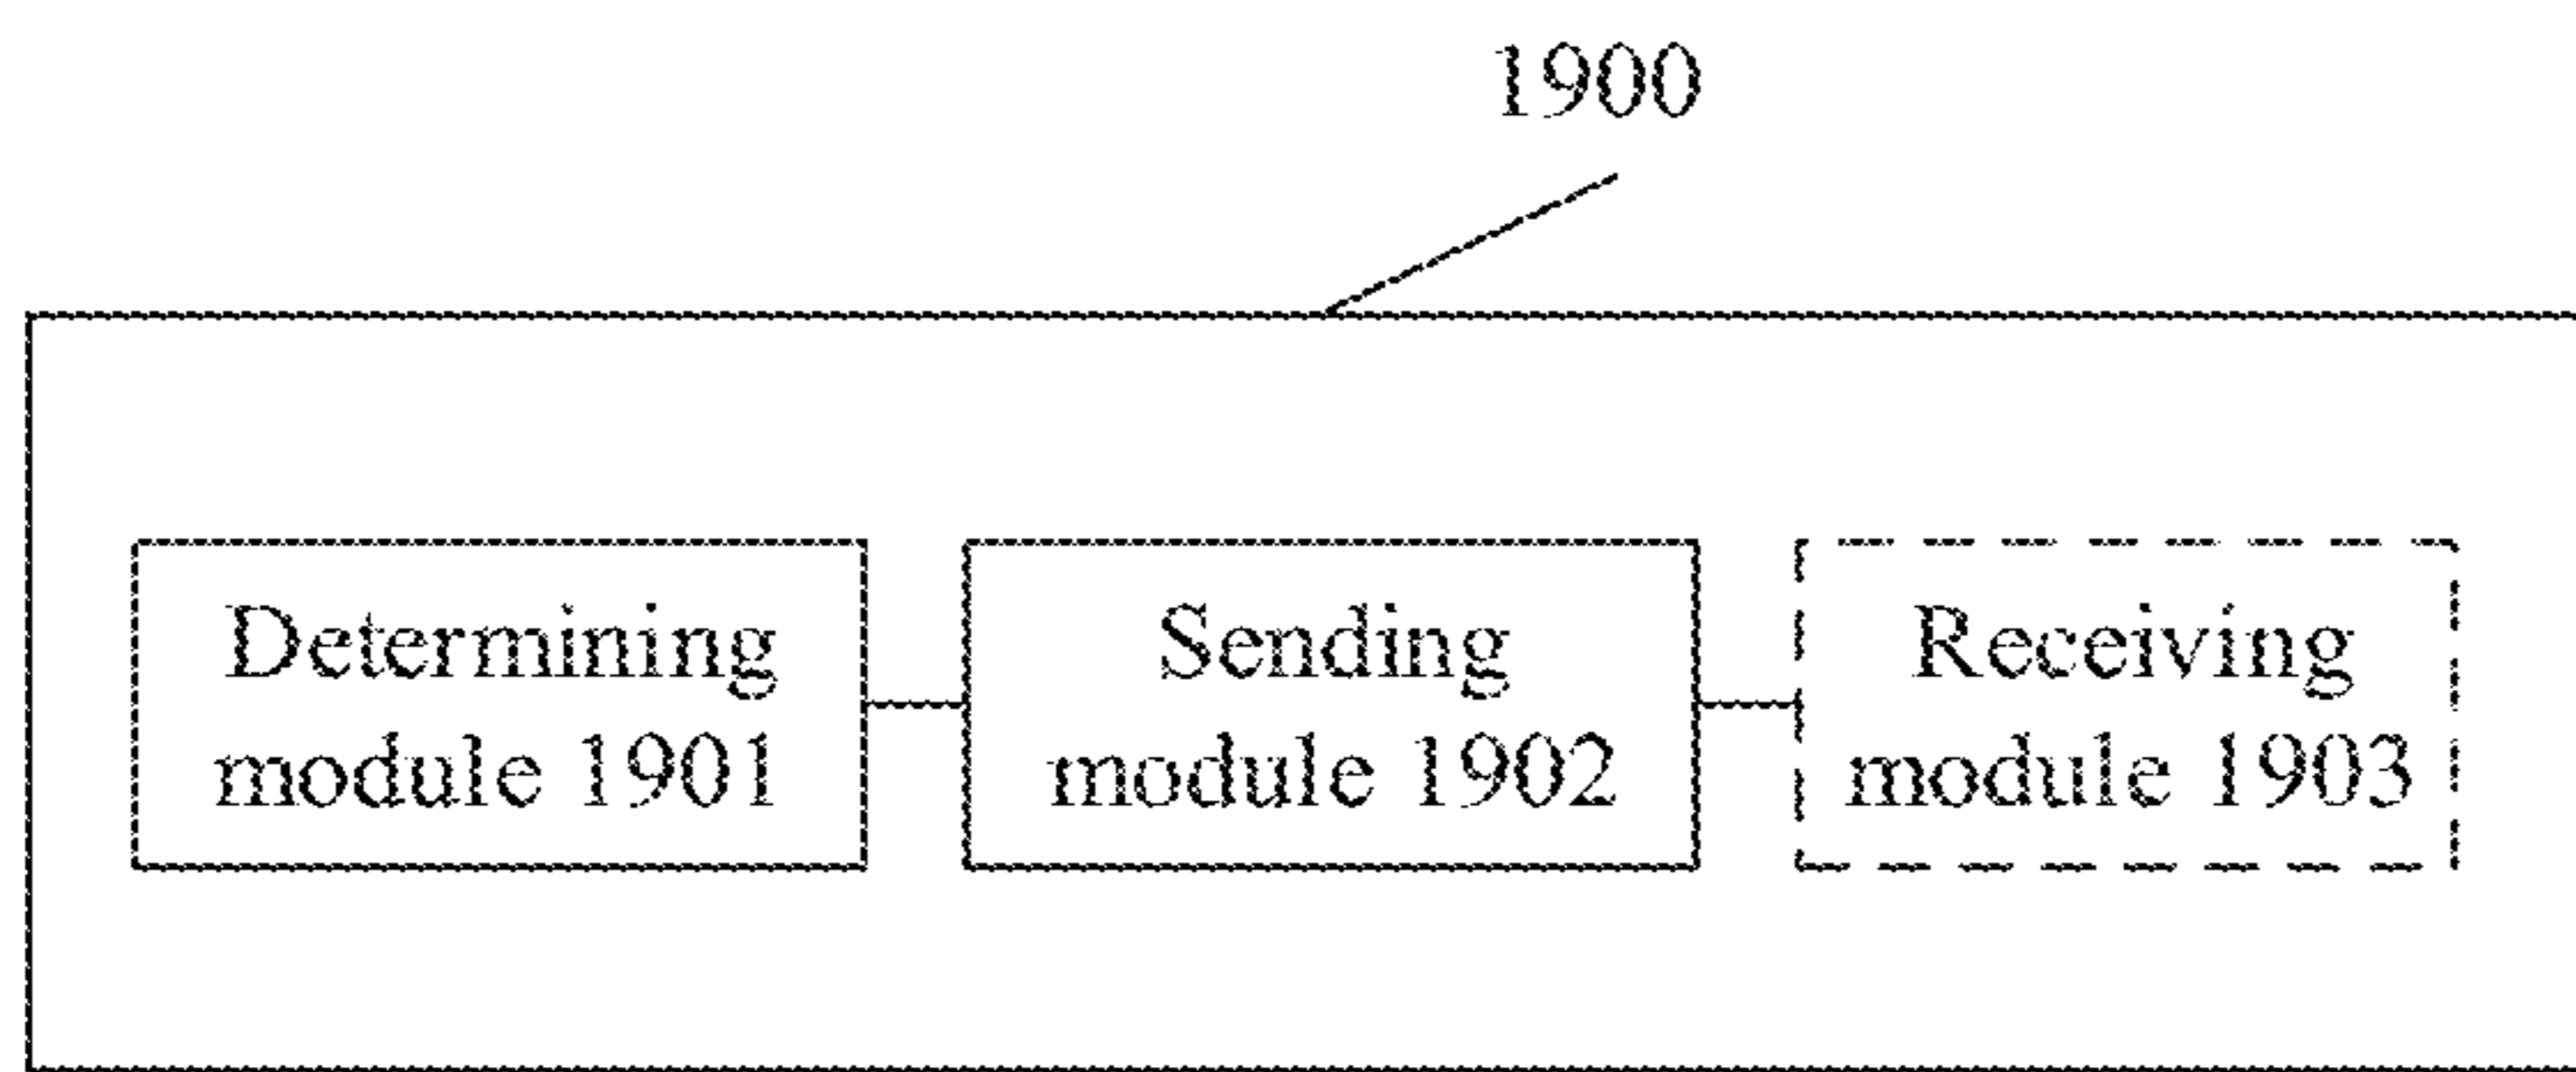 1900
Determining
module 1901
Sending
module 1902
Receiving
module 1903